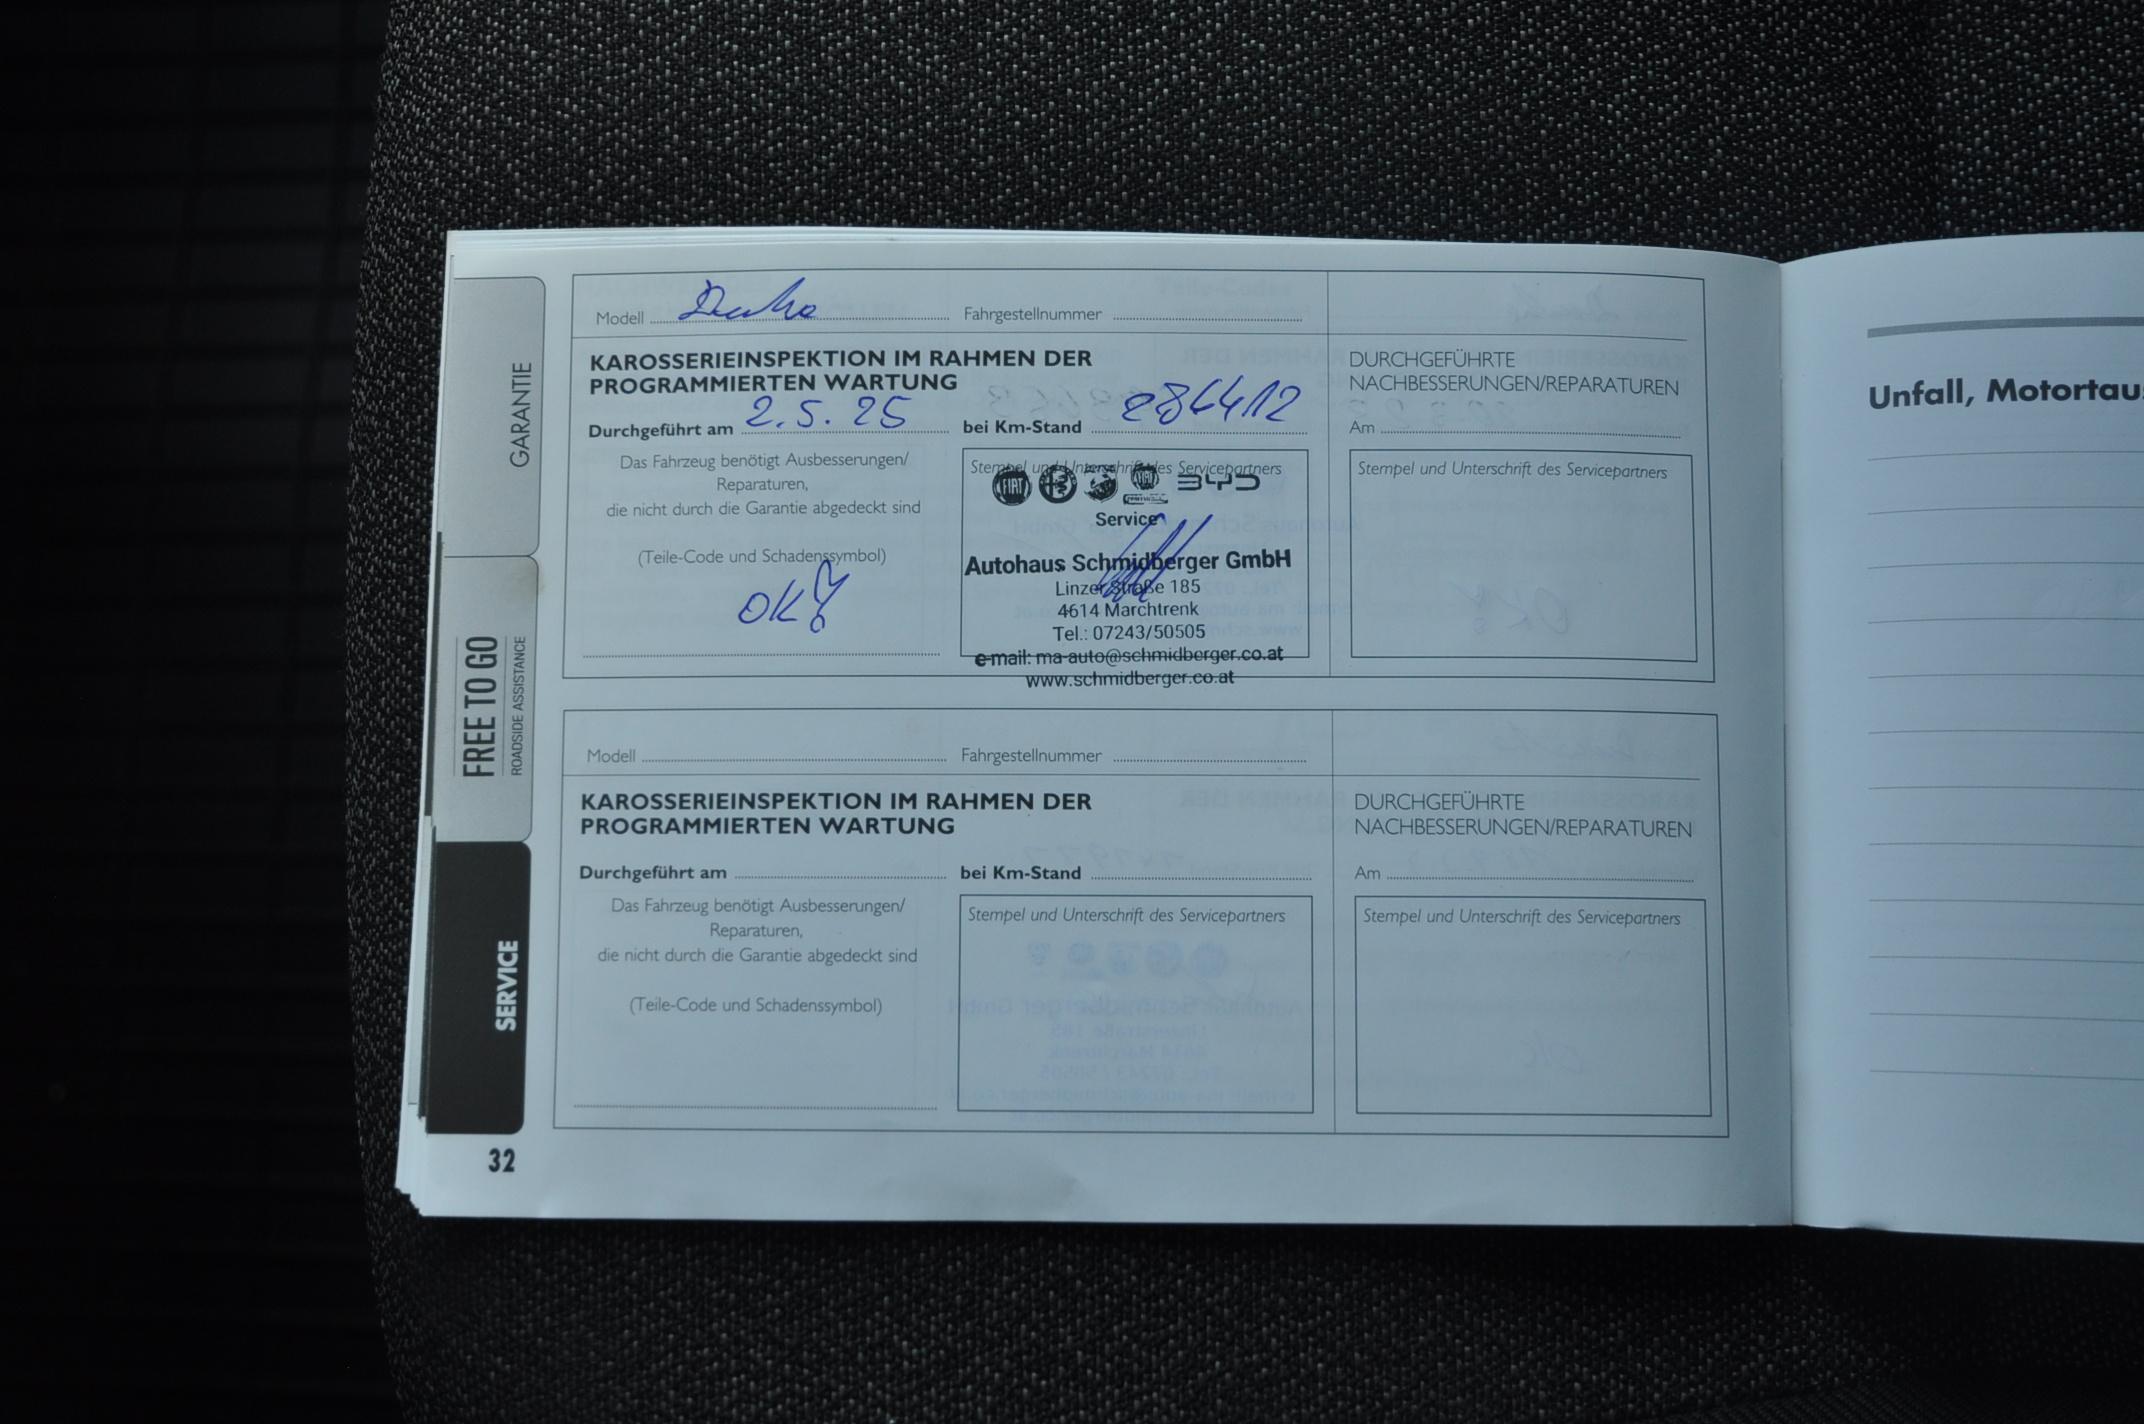 Modell Ducato Fahrgestellnummer
KAROSSERIEINSPEKTION IM RAHMEN DER
PROGRAMMIERTEN WARTUNG
DURCHGEFÜHRTE
NACHBESSERUNGEN/REPARATUREN
Durchgeführt am 2.5.25 bei Km-Stand 286412
Am
Das Fahrzeug benötigt Ausbesserungen/
Reparaturen,
die nicht durch die Garantie abgedeckt sind
(Teile-Code und Schadenssymbol)
OK!
Stempel und Unterschrift des Servicepartners
FIAT BYD
Service
Autohaus Schmidberger GmbH
Linzer Straße 185
4614 Marchtrenk
Tel.: 07243/50505
e-mail: ma-auto@schmidberger.co.at
www.schmidberger.co.at
Stempel und Unterschrift des Servicepartners
Modell Fahrgestellnummer
KAROSSERIEINSPEKTION IM RAHMEN DER
PROGRAMMIERTEN WARTUNG
DURCHGEFÜHRTE
NACHBESSERUNGEN/REPARATUREN
Durchgeführt am bei Km-Stand
Am
Das Fahrzeug benötigt Ausbesserungen/
Reparaturen,
die nicht durch die Garantie abgedeckt sind
(Teile-Code und Schadenssymbol)
Stempel und Unterschrift des Servicepartners
Stempel und Unterschrift des Servicepartners
GARANTIE
FREE TO GO
ROADSIDE ASSISTANCE
SERVICE
32
Unfall, Motortau